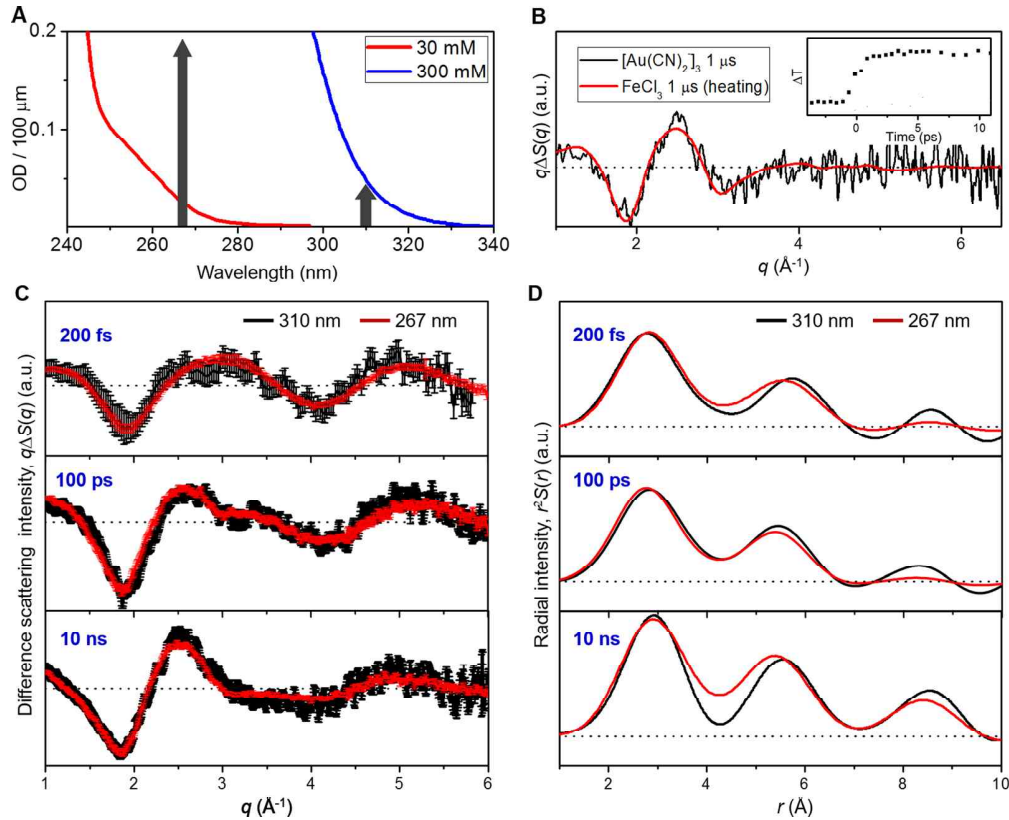 A
OD / 100 μm
0.2
0.1
240 260 280 300 320 340
Wavelength (nm)
30 mM
300 mM
B
qΔS(q) (a.u.)
[Au(CN)₂]₃ 1 μs
FeCl₃ 1 μs (heating)
ΔT
0 5 10
Time (ps)
2 4 6
q (Å⁻¹)
C
Difference scattering intensity, qΔS(q) (a.u.)
310 nm 267 nm
200 fs
100 ps
10 ns
1 2 3 4 5 6
q (Å⁻¹)
D
Radial intensity, r²S(r) (a.u.)
310 nm 267 nm
200 fs
100 ps
10 ns
2 4 6 8 10
r (Å)